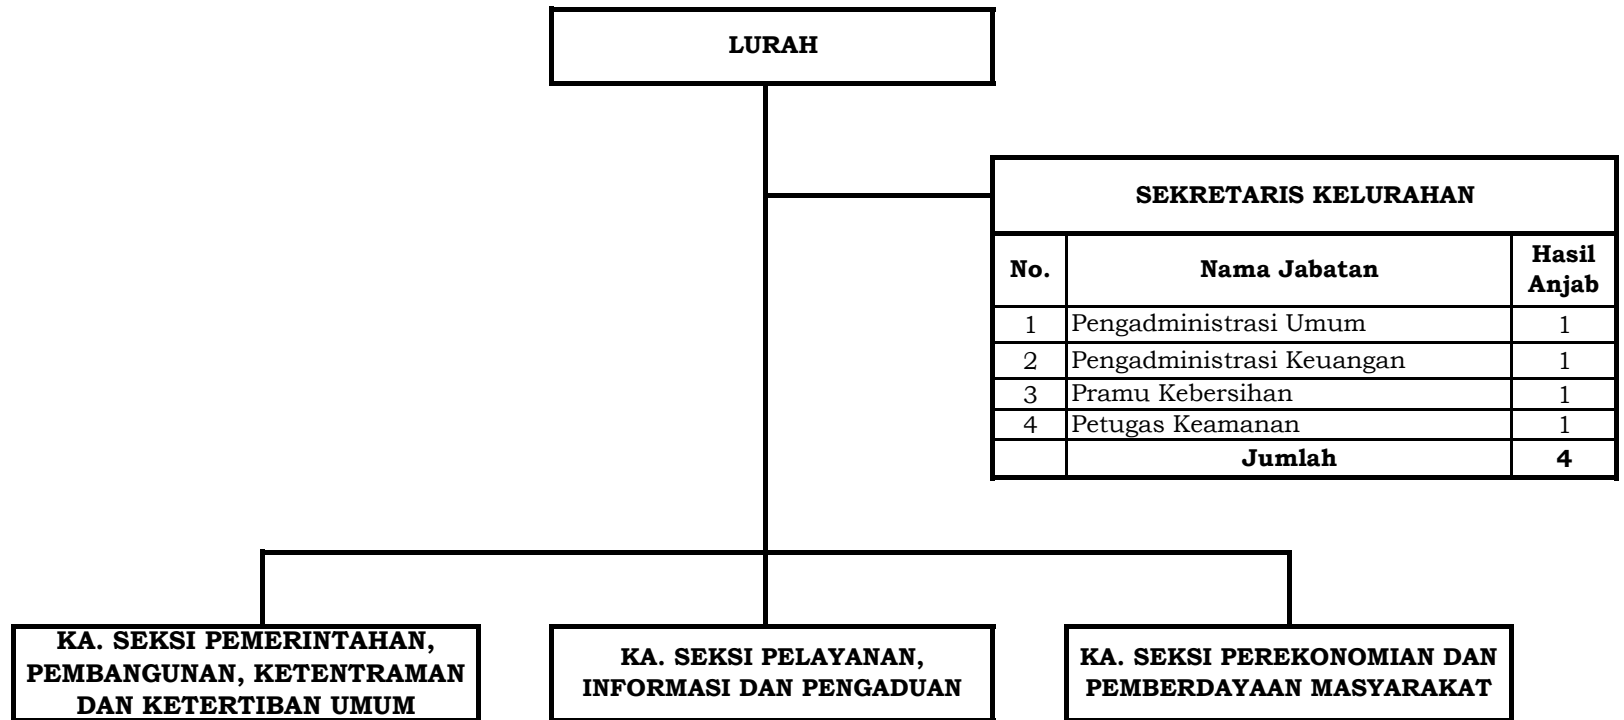 LURAH
SEKRETARIS KELURAHAN
No. Nama Jabatan Hasil Anjab
1 Pengadministrasi Umum 1
2 Pengadministrasi Keuangan 1
3 Pramu Kebersihan 1
4 Petugas Keamanan 1
Jumlah 4
KA. SEKSI PEMERINTAHAN,
PEMBANGUNAN, KETENTRAMAN
DAN KETERTIBAN UMUM
KA. SEKSI PELAYANAN,
INFORMASI DAN PENGADUAN
KA. SEKSI PEREKONOMIAN DAN
PEMBERDAYAAN MASYARAKAT